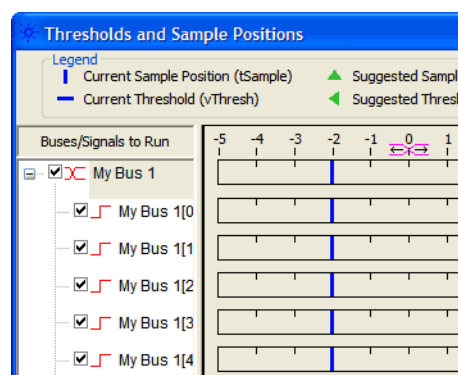 Thresholds and Sample Positions
Legend
Current Sample Position (tSample)
Suggested Sampl
Current Threshold (vThresh)
Suggested Thresh
Buses/Signals to Run
-5 -4 -3 -2 -1 0 1
My Bus 1
My Bus 1[0
My Bus 1[1
My Bus 1[2
My Bus 1[3
My Bus 1[4